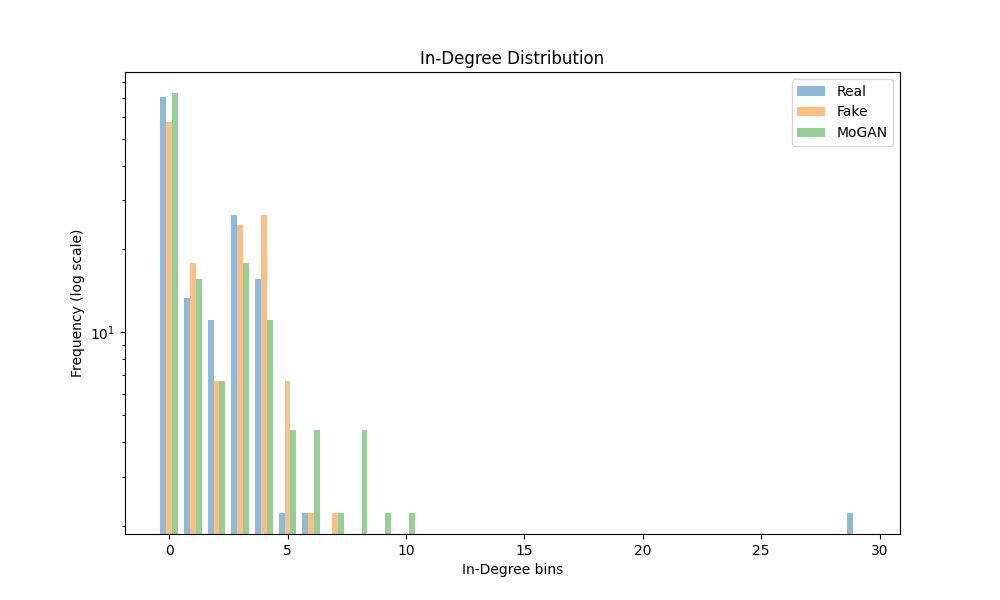 In-Degree Distribution
Real
Fake
MoGAN
Frequency (log scale)
10¹
0 5 10 15 20 25 30
In-Degree bins